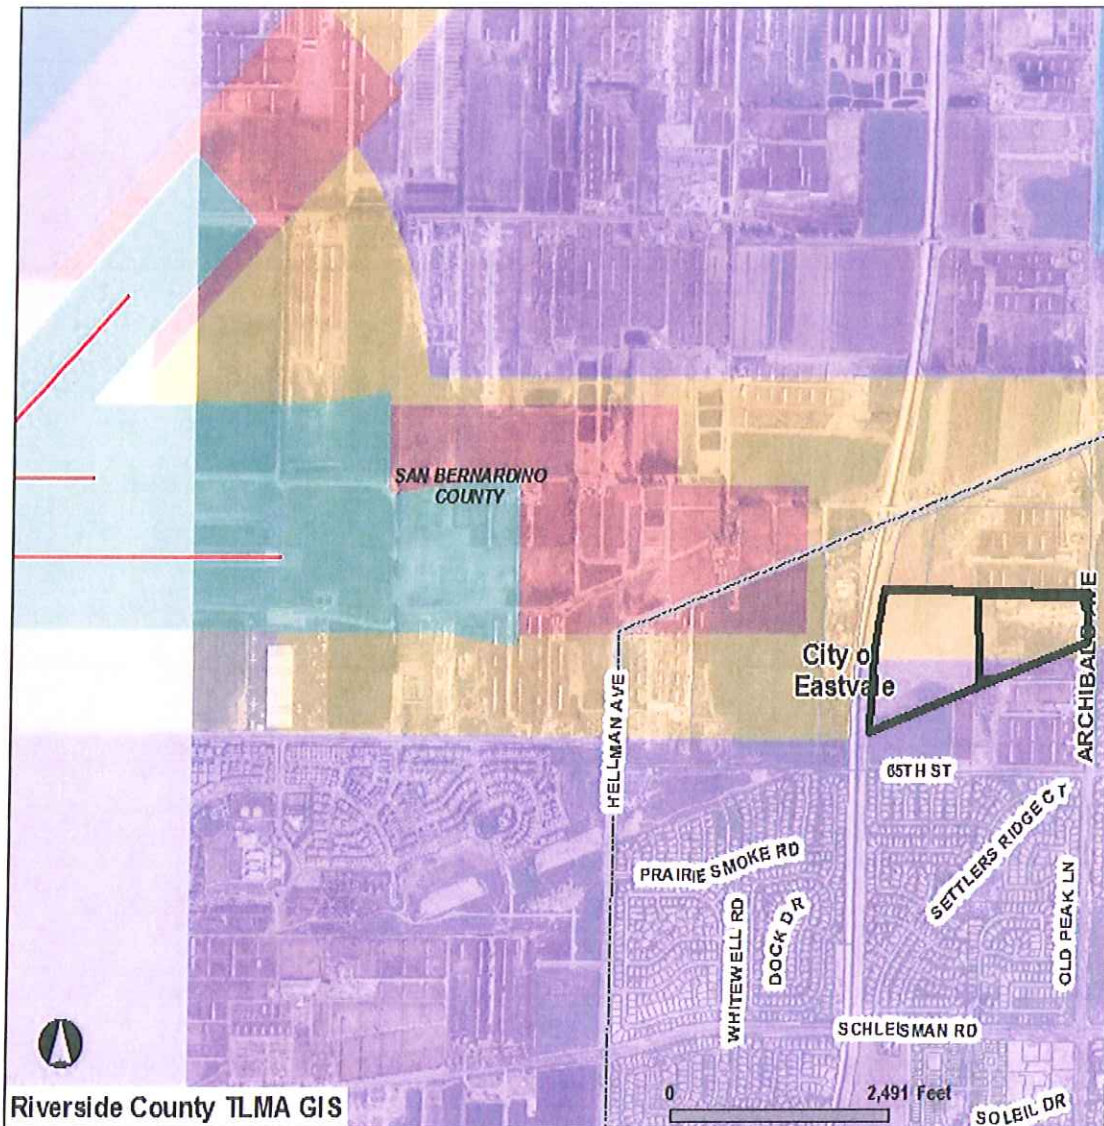 SAN BERNARDINO
COUNTY
City of
Eastvale
ARCHIBALD AVE
HELLMAN AVE
65TH ST
PRAIRIE SMOKE RD
SETTLERS RIDGE CT
WHITEWELL RD
DOCK DR
OLD PEAK LN
SCHLEISMAN RD
0 2,491 Feet
Riverside County TLMA GIS
SOLEIL DR